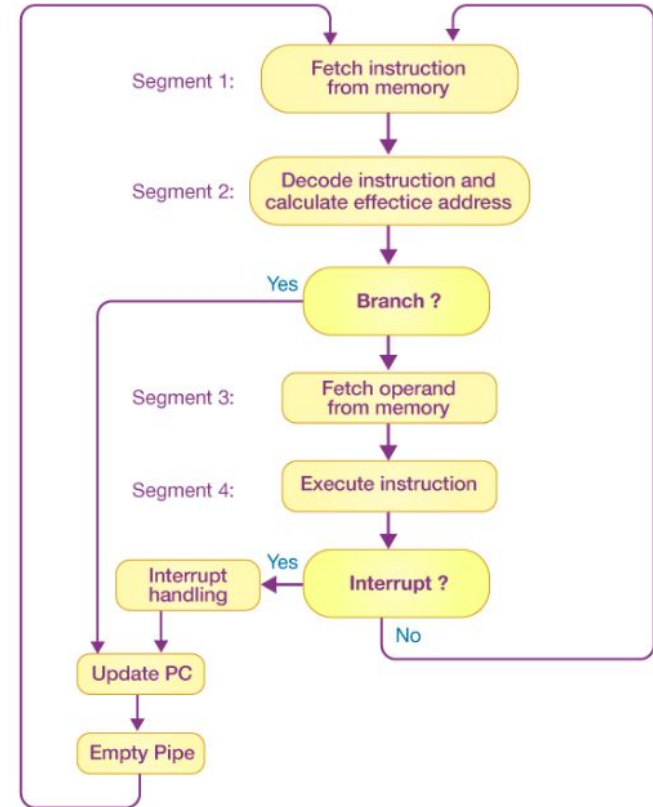 Segment 1:
Fetch instruction
from memory
Segment 2:
Decode instruction and
calculate effectice address
Yes
Branch ?
Segment 3:
Fetch operand
from memory
Segment 4:
Execute instruction
Yes
Interrupt ?
Interrupt
handling
No
Update PC
Empty Pipe